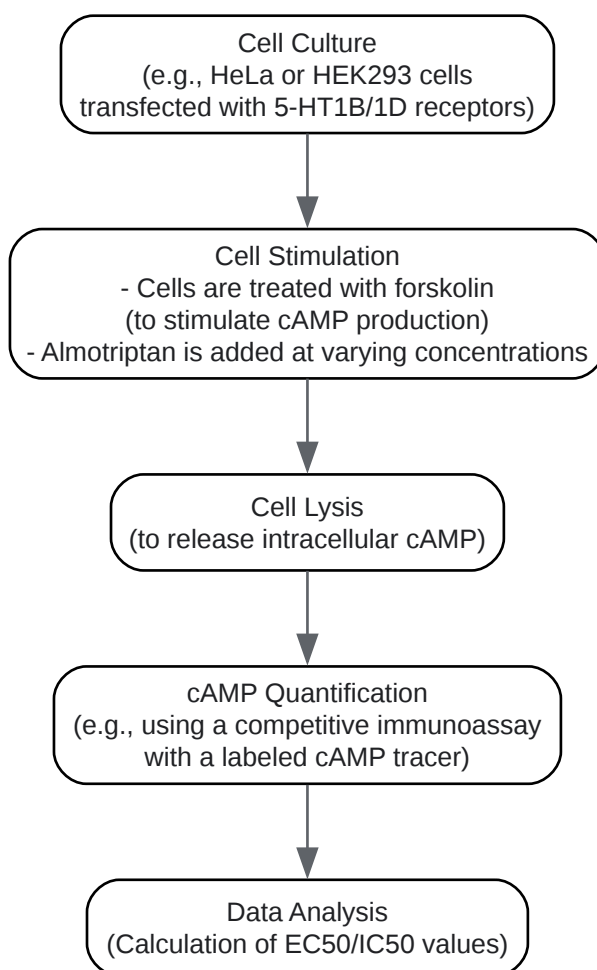 Cell Culture
(e.g., HeLa or HEK293 cells
transfected with 5-HT1B/1D receptors)
Cell Stimulation
- Cells are treated with forskolin
(to stimulate cAMP production)
- Almotriptan is added at varying concentrations
Cell Lysis
(to release intracellular cAMP)
cAMP Quantification
(e.g., using a competitive immunoassay
with a labeled cAMP tracer)
Data Analysis
(Calculation of EC50/IC50 values)